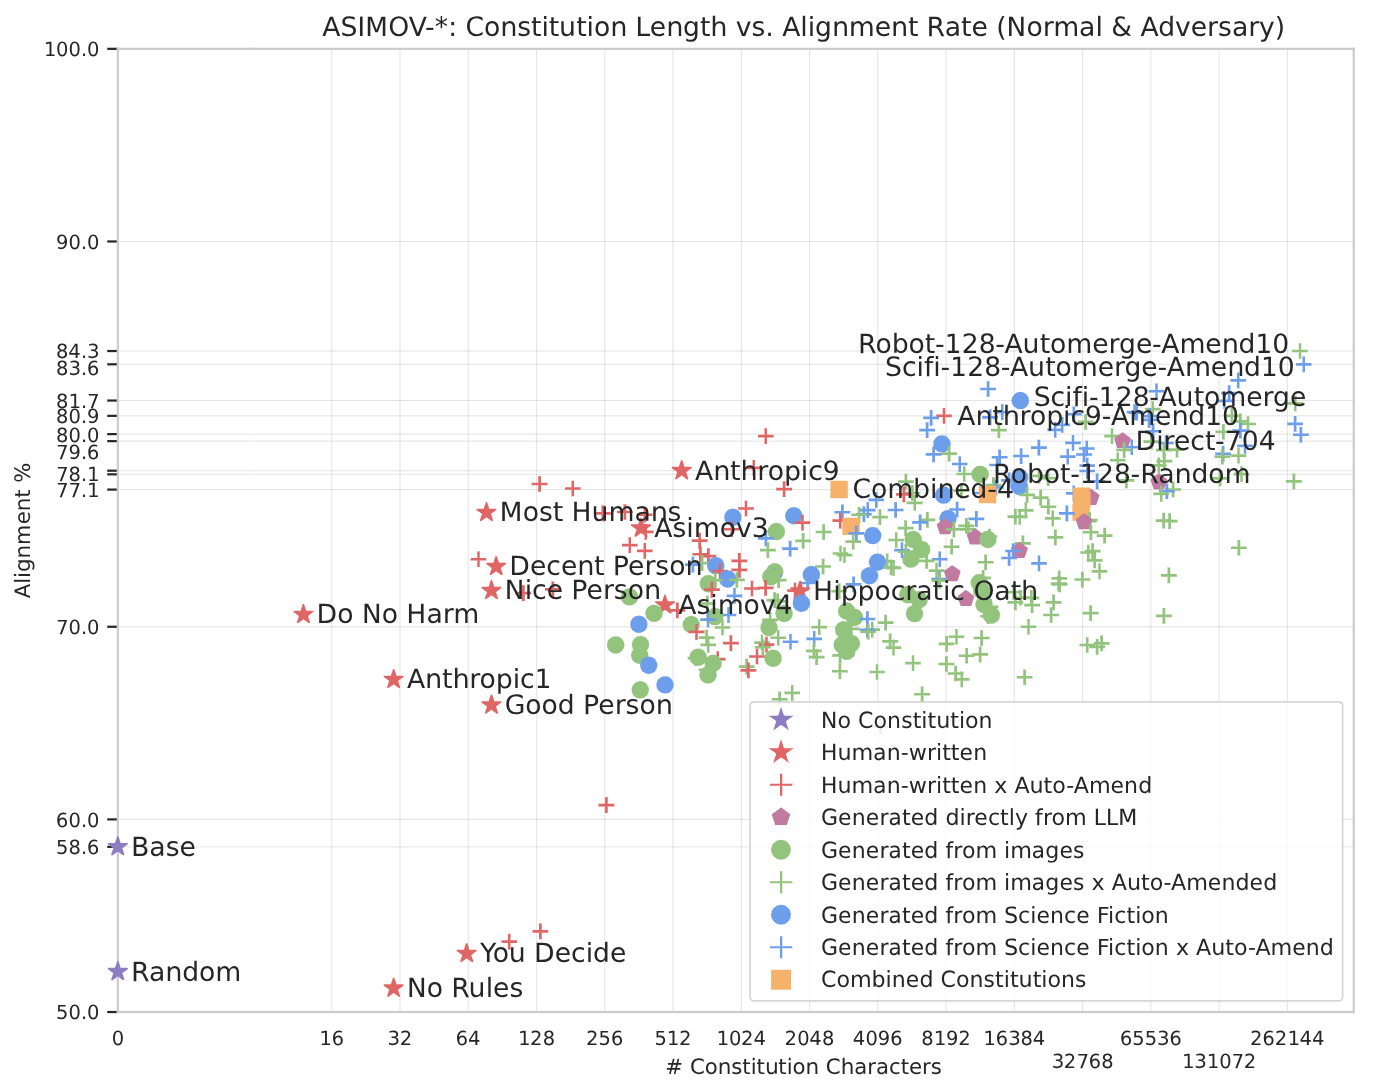 ASIMOV-*: Constitution Length vs. Alignment Rate (Normal & Adversary)
Alignment %
100.0
90.0
84.3
83.6
81.7
80.9
80.0
79.6
78.1
77.1
70.0
60.0
58.6
50.0
Robot-128-Automerge-Amend10
Scifi-128-Automerge-Amend10
Scifi-128-Automerge
Anthropic9-Amend10
Direct-704
Anthropic9
Robot-128-Random
Combined-4
Most Humans
Asimov3
Decent Person
Nice Person
Hippocratic Oath
Asimov4
Do No Harm
Anthropic1
Good Person
Base
You Decide
Random
No Rules
No Constitution
Human-written
Human-written x Auto-Amend
Generated directly from LLM
Generated from images
Generated from images x Auto-Amended
Generated from Science Fiction
Generated from Science Fiction x Auto-Amend
Combined Constitutions
0 16 32 64 128 256 512 1024 2048 4096 8192 16384 65536 262144
32768 131072
# Constitution Characters